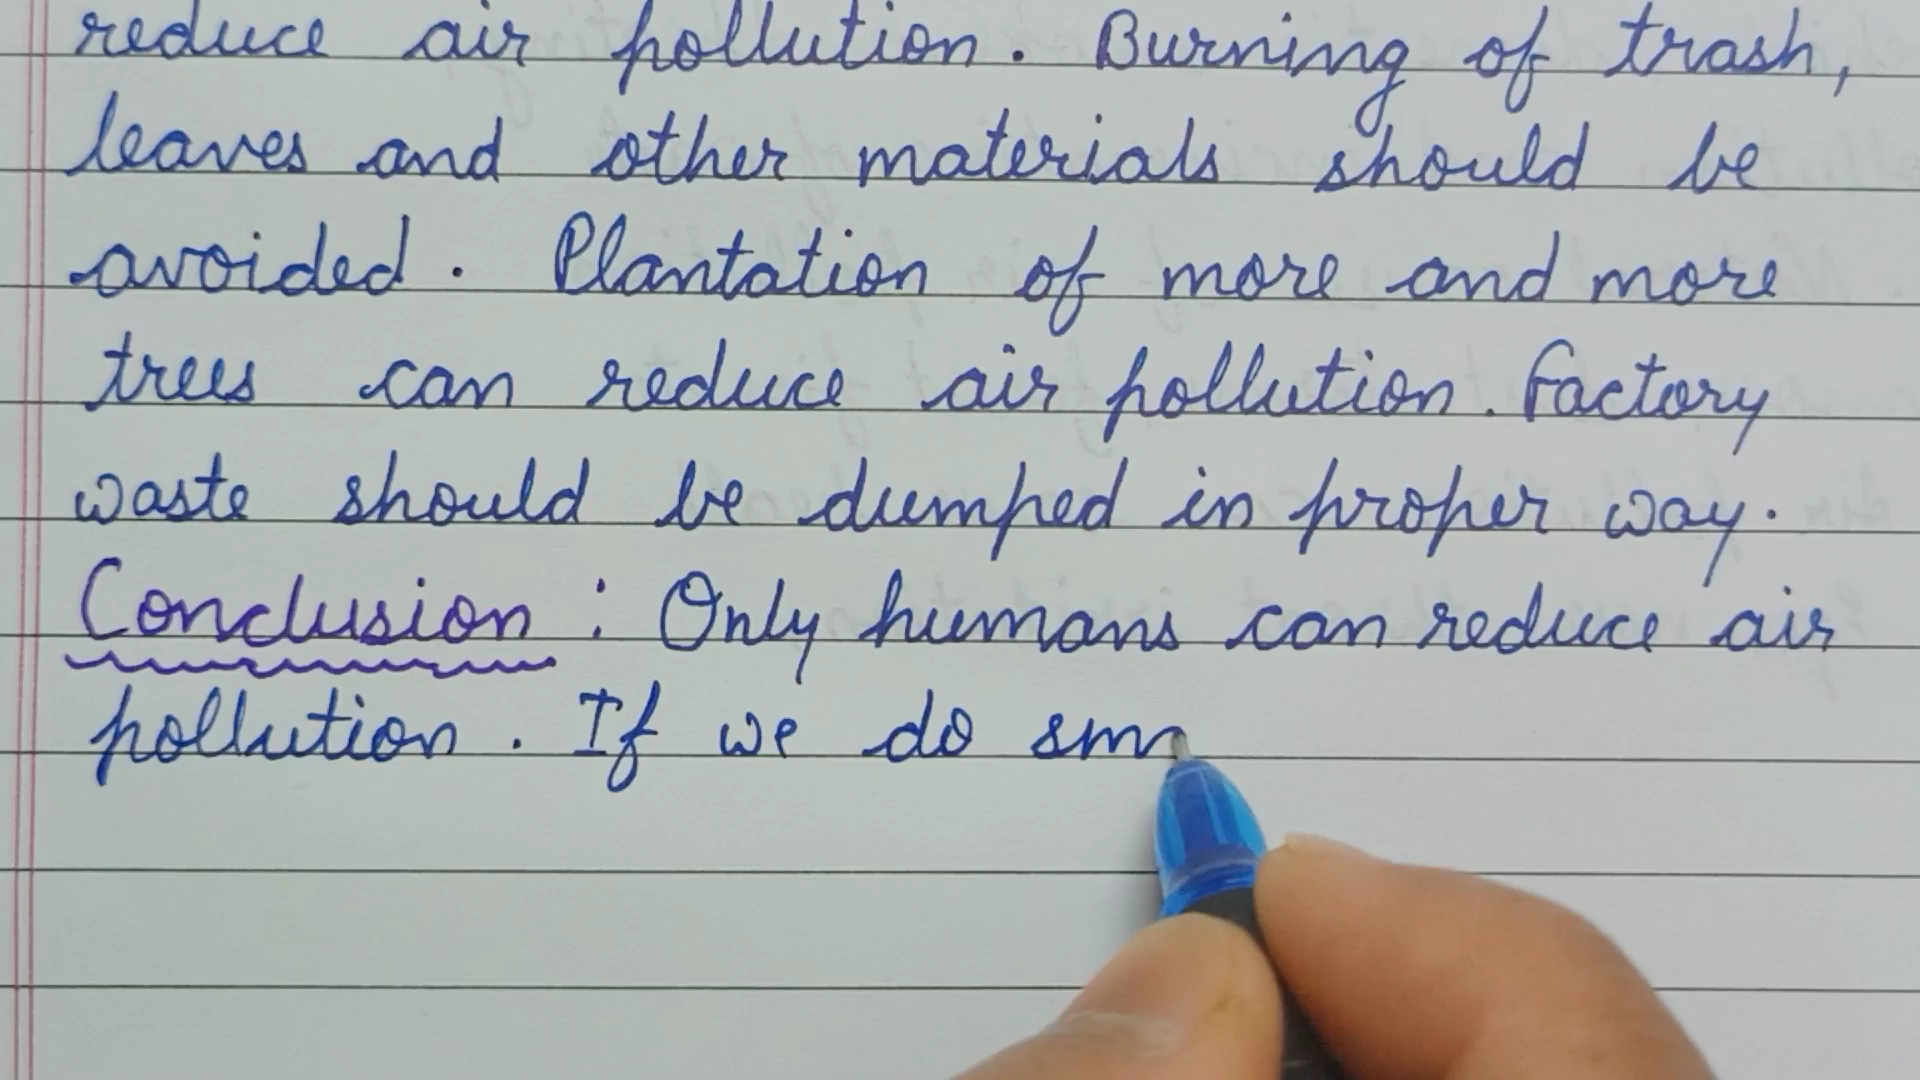 reduce air pollution. Burning of trash,
leaves and other materials should be
avoided. Plantation of more and more
trees can reduce air pollution. Factory
waste should be dumped in proper way.
Conclusion : Only humans can reduce air
pollution. If we do sm